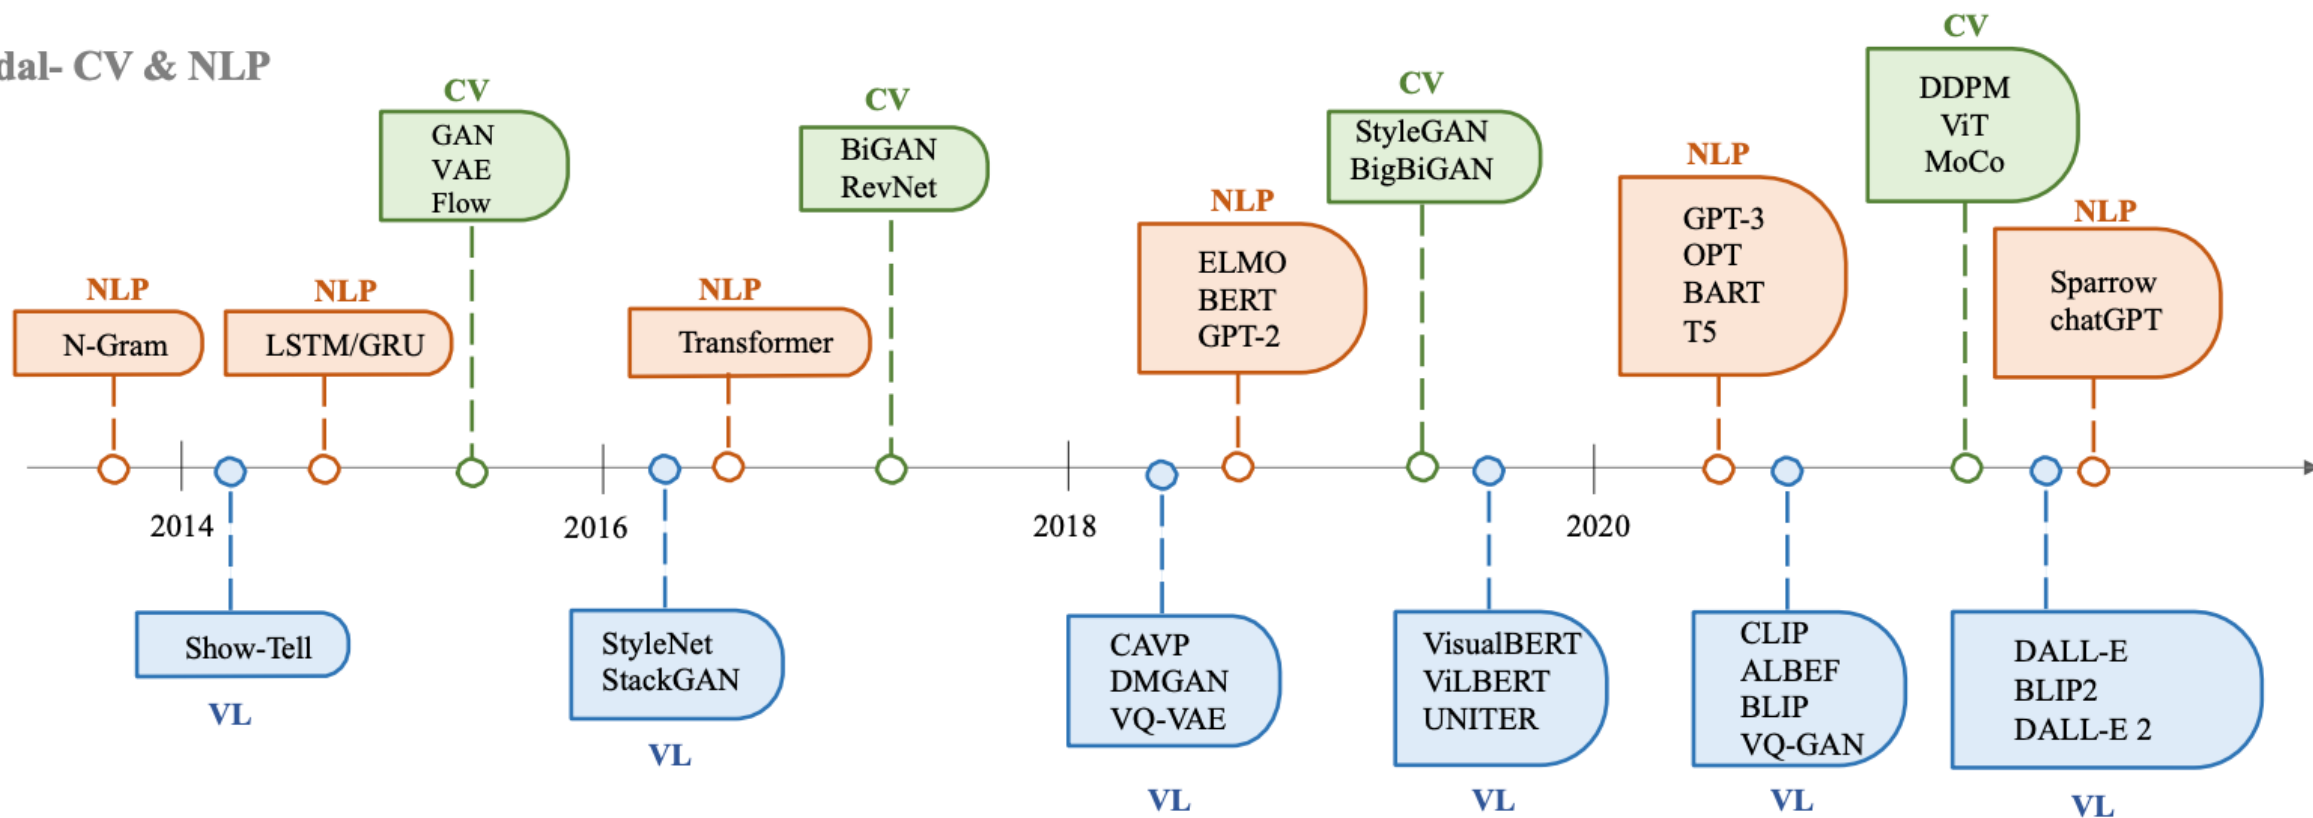 dal- CV & NLP
NLP
N-Gram
NLP
LSTM/GRU
CV
GAN
VAE
Flow
NLP
Transformer
CV
BiGAN
RevNet
NLP
ELMO
BERT
GPT-2
CV
StyleGAN
BigBiGAN
NLP
GPT-3
OPT
BART
T5
CV
DDPM
ViT
MoCo
NLP
Sparrow
chatGPT
2014
2016
2018
2020
Show-Tell
VL
StyleNet
StackGAN
VL
CAVP
DMGAN
VQ-VAE
VL
VisualBERT
ViLBERT
UNITER
VL
CLIP
ALBEF
BLIP
VQ-GAN
VL
DALL-E
BLIP2
DALL-E 2
VL